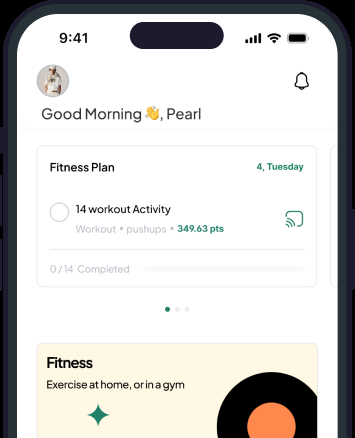 9:41
Good Morning 👋, Pearl
Fitness Plan
4, Tuesday
14 workout Activity
Workout • pushups • 349.63 pts
0/14 Completed
Fitness
Exercise at home, or in a gym